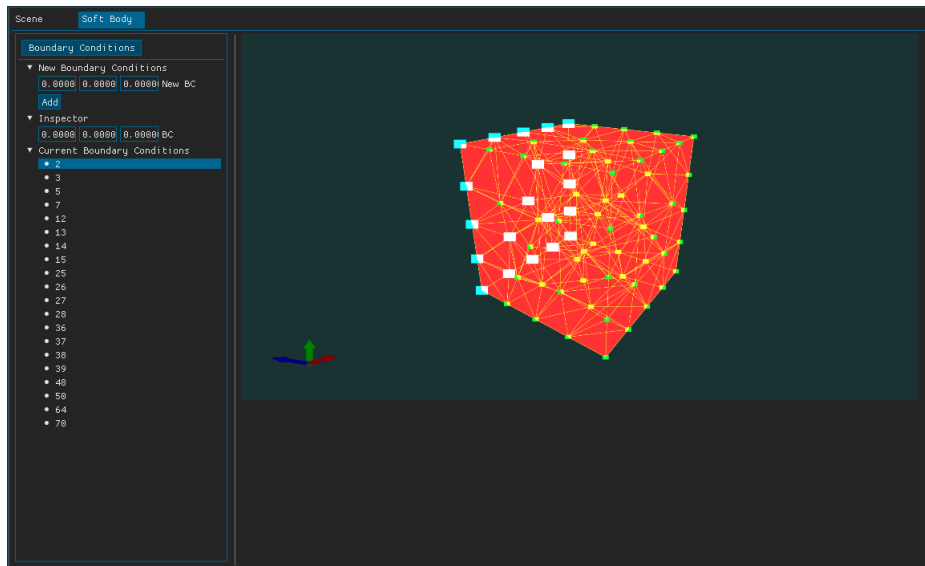 Scene Soft Body
Boundary Conditions
New Boundary Conditions
0.0000 0.0000 0.0000 New BC
Add
Inspector
0.0000 0.0000 0.0000 BC
Current Boundary Conditions
2
3
5
7
12
13
14
15
25
26
27
28
36
37
38
39
48
50
64
70